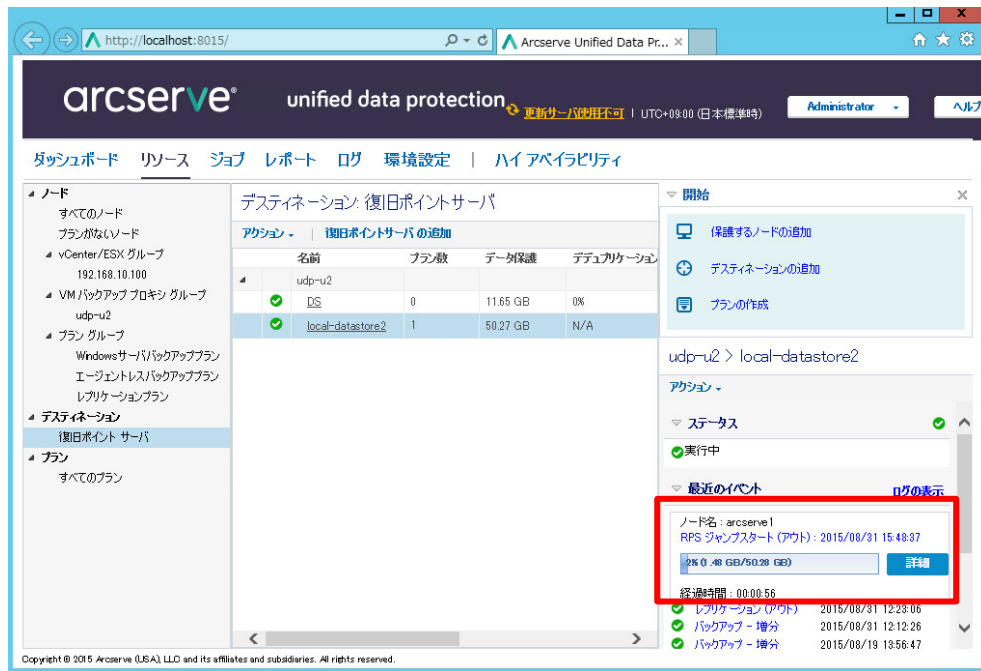 http://localhost:8015/
Arcserve Unified Data Pr...
arcserve® unified data protection
更新サーバ使用不可 | UTC+09:00 (日本標準時)
Administrator
ヘルプ
ダッシュボード リソース ジョブ レポート ログ 環境設定 | ハイ アベイラビリティ
ノード
すべてのノード
プランがないノード
vCenter/ESX グループ
192.168.10.100
VM バックアップ プロキシ グループ
udp-u2
プラン グループ
Windowsサーババックアッププラン
エージェントレスバックアッププラン
レプリケーションプラン
デスティネーション
復旧ポイント サーバ
プラン
すべてのプラン
デスティネーション: 復旧ポイントサーバ
アクション | 復旧ポイントサーバ の追加
名前 プラン数 データ保護 デデュプリケーション
udp-u2
DS 0 11.65 GB 0%
local-datastore2 1 50.27 GB N/A
開始
保護するノードの追加
デスティネーションの追加
プランの作成
udp-u2 > local-datastore2
アクション
ステータス
実行中
最近のイベント ログの表示
ノード名 : arcserve1
RPS ジャンプスタート (アウト) : 2015/08/31 15:48:37
2% (1.48 GB/50.28 GB) 詳細
経過時間 : 00:00:56
レプリケーション (アウト) 2015/08/31 12:23:06
バックアップ - 増分 2015/08/31 12:12:26
バックアップ - 増分 2015/08/19 13:56:47
Copyright © 2015 Arcserve (USA), LLC and its affiliates and subsidiaries. All rights reserved.